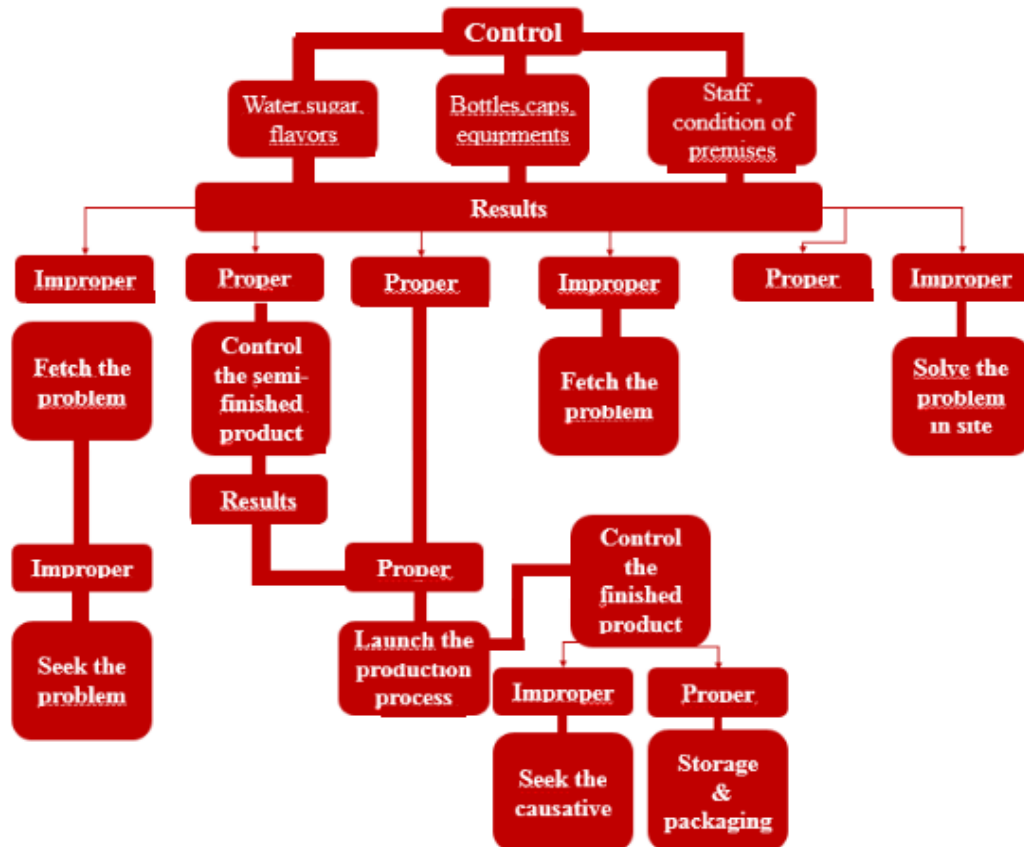 Control
Water,sugar,
flavors
Bottles,caps,
equipments
Staff ,
condition of
premises
Results
Improper
Proper
Proper
Improper
Proper
Improper
Fetch the
problem
Control
the semi-
finished
product
Fetch the
problem
Solve the
problem
in site
Results
Improper
Proper
Control
the
finished
product
Seek the
problem
Launch the
production
process
Improper
Proper
Seek the
causative
Storage
&
packaging